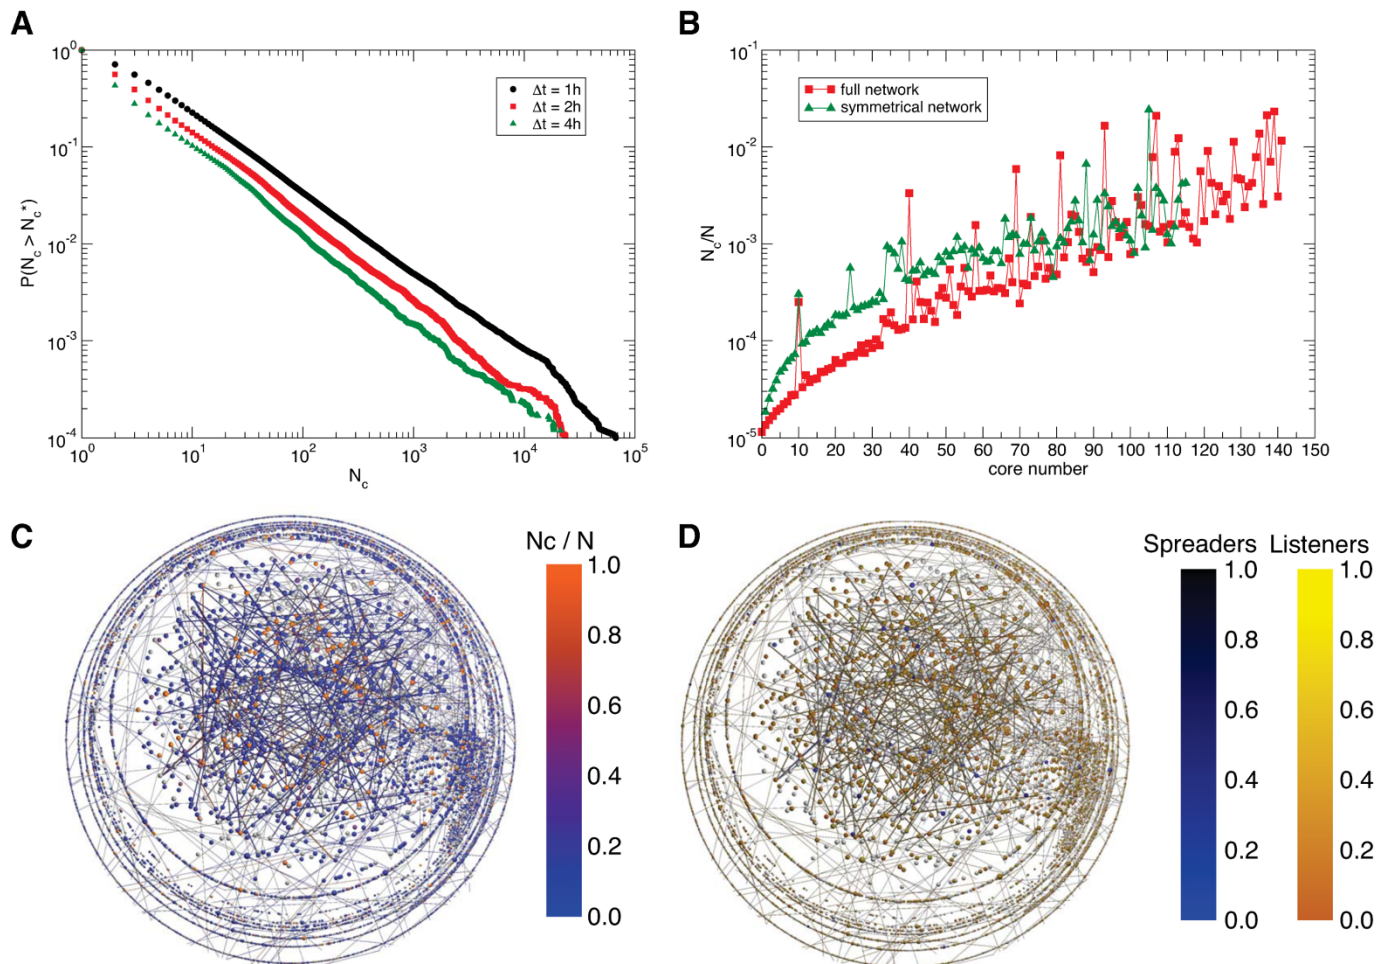 A
10^0
10^-1
10^-2
10^-3
10^-4
P(N_c > N_c*)
Δt = 1h
Δt = 2h
Δt = 4h
10^0 10^1 10^2 10^3 10^4 10^5
N_c
B
10^-1
10^-2
10^-3
10^-4
10^-5
N_c/N
full network
symmetrical network
0 10 20 30 40 50 60 70 80 90 100 110 120 130 140 150
core number
C
Nc / N
1.0
0.8
0.6
0.4
0.2
0.0
D
Spreaders Listeners
1.0 1.0
0.8 0.8
0.6 0.6
0.4 0.4
0.2 0.2
0.0 0.0